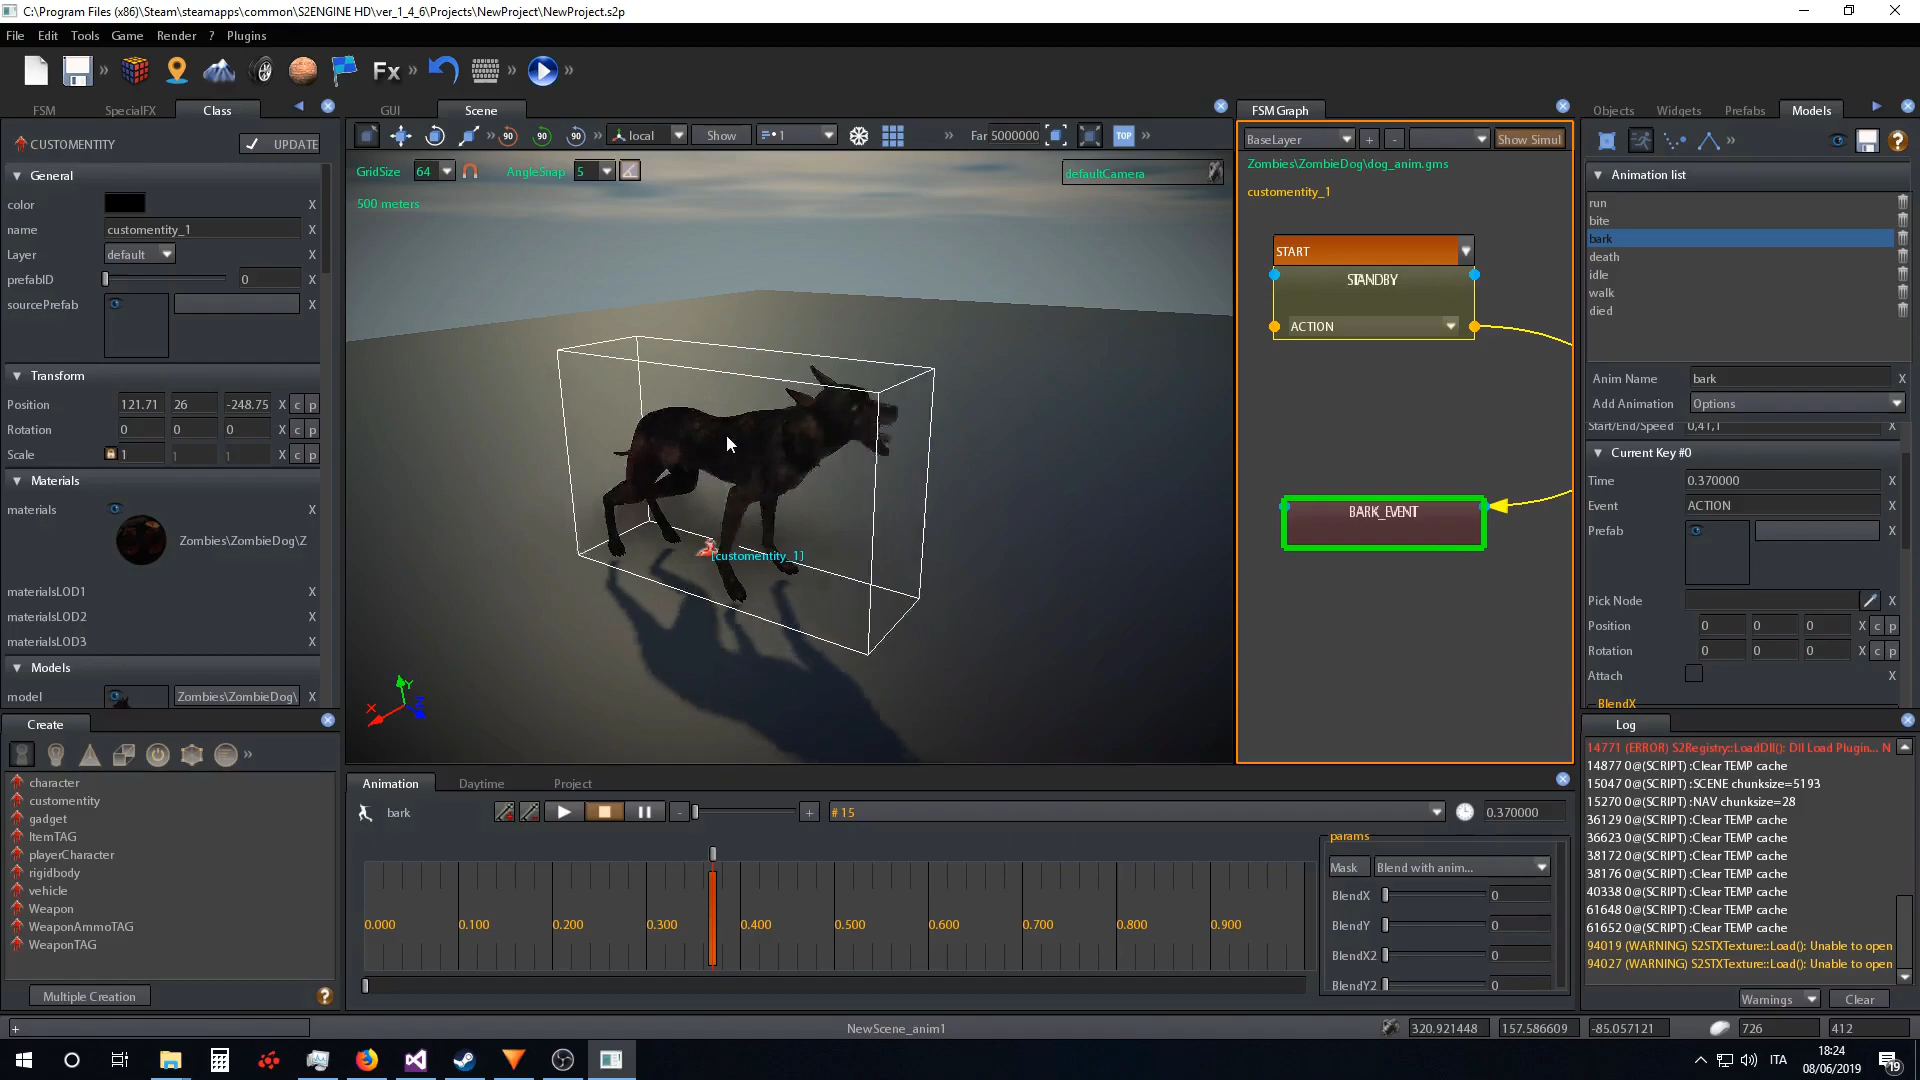 C:\Program Files (x86)\Steam\steamapps\common\S2ENGINE HD\ver_1_4_6\Projects\NewProject\NewProject.s2p
File Edit Tools Game Render ? Plugins
Fx
FSM SpecialFX Class
CUSTOMENTITY UPDATE
General
color X
name customentity_1 X
Layer default X
prefabID 0 X
sourcePrefab X
Transform
Position 121.71 26 -248.75 X c p
Rotation 0 0 0 X c p
Scale 1 1 1 X c p
Materials
materials X
Zombies\ZombieDog\Z
materialsLOD1 X
materialsLOD2 X
materialsLOD3 X
Models
model Zombies\ZombieDog\ X
Create
character
customentity
gadget
ItemTAG
playerCharacter
rigidbody
vehicle
Weapon
WeaponAmmoTAG
WeaponTAG
Multiple Creation ?
+
GUI Scene
90 90 90 local Show 1 Far 5000000 TOP
GridSize 64 AngleSnap 5 defaultCamera
500 meters
[customentity_1]
Y
X
Z
FSM Graph
BaseLayer + - Show Simul
Zombies\ZombieDog\dog_anim.gms
customentity_1
START
STANDBY
ACTION
BARK_EVENT
Animation Daytime Project
bark - + # 15 0.370000
0.000 0.100 0.200 0.300 0.400 0.500 0.600 0.700 0.800 0.900
params
Mask Blend with anim...
BlendX 0
BlendY 0
BlendX2 0
BlendY2 0
NewScene_anim1
320.921448 157.586609 -85.057121 726 412
Objects Widgets Prefabs Models
?
Animation list
run
bite
bark
death
idle
walk
died
Anim Name bark X
Add Animation Options
Start/End/Speed 0,41,1 X
Current Key #0
Time 0.370000 X
Event ACTION X
Prefab X
Pick Node X
Position 0 0 0 X c p
Rotation 0 0 0 X c p
Attach X
BlendX
Log
14771 (ERROR) S2Registry::LoadDll(): Dll Load Plugin... N
14877 0@(SCRIPT) :Clear TEMP cache
15047 0@(SCRIPT) :SCENE chunksize=5193
15270 0@(SCRIPT) :NAV chunksize=28
36129 0@(SCRIPT) :Clear TEMP cache
36623 0@(SCRIPT) :Clear TEMP cache
38172 0@(SCRIPT) :Clear TEMP cache
38176 0@(SCRIPT) :Clear TEMP cache
40338 0@(SCRIPT) :Clear TEMP cache
61648 0@(SCRIPT) :Clear TEMP cache
61652 0@(SCRIPT) :Clear TEMP cache
94019 (WARNING) S2STXTexture::Load(): Unable to open
94027 (WARNING) S2STXTexture::Load(): Unable to open
Warnings Clear
ITA
18:24
08/06/2019
19